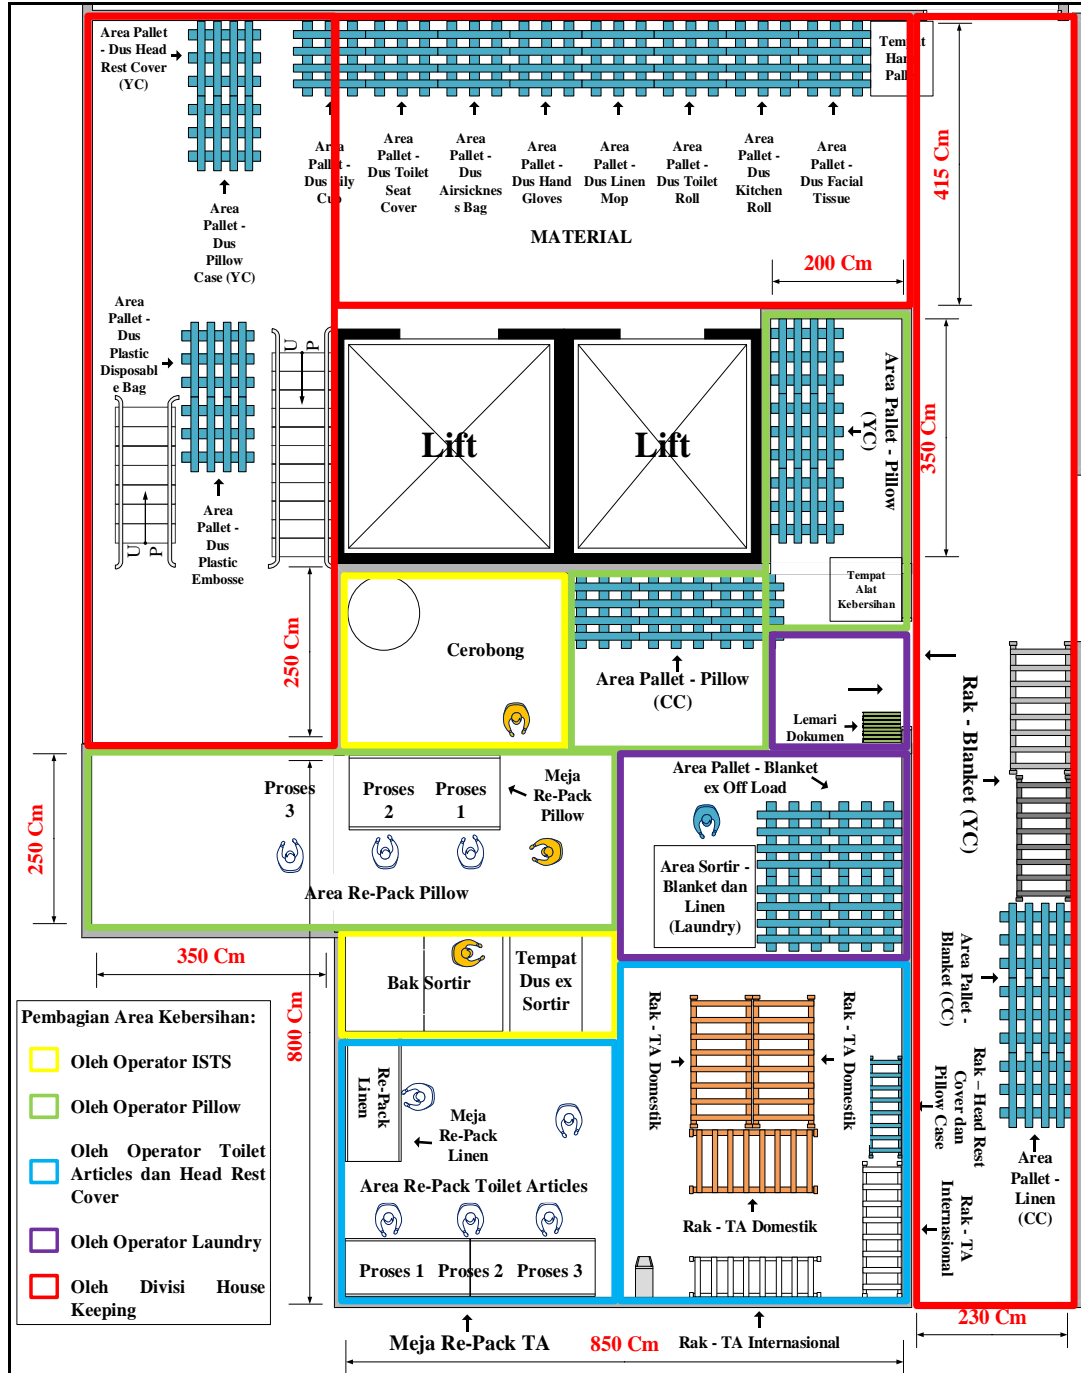 Area Pallet
- Dus Head
Rest Cover
(YC)
Area
Pallet -
Dus Lily
Cup
Area
Pallet -
Dus Toilet
Seat
Cover
Area
Pallet -
Dus
Airsicknes
s Bag
Area
Pallet -
Dus Hand
Gloves
Area
Pallet -
Dus Linen
Mop
Area
Pallet -
Dus Toilet
Roll
Area
Pallet -
Dus
Kitchen
Roll
Area
Pallet -
Dus Facial
Tissue
Tempat
Hand
Pallet
415 Cm
MATERIAL
200 Cm
Area
Pallet -
Dus
Pillow
Case (YC)
Area
Pallet -
Dus
Plastic
Disposabl
e Bag
U
P
U
P
Area
Pallet -
Dus
Plastic
Embosse
Lift
Lift
Area Pallet - Pillow
(YC)
350 Cm
Tempat
Alat
Kebersihan
250 Cm
Cerobong
Area Pallet - Pillow
(CC)
Lemari
Dokumen
Rak - Blanket (YC)
250 Cm
Proses
3
Proses
2
Proses
1
Meja
Re-Pack
Pillow
Area Re-Pack Pillow
Area Pallet - Blanket
ex Off Load
Area Sortir -
Blanket dan
Linen
(Laundry)
350 Cm
800 Cm
Bak Sortir
Tempat
Dus ex
Sortir
Area Pallet -
Blanket (CC)
Rak - TA Domestik
Rak - TA Domestik
Rak - TA Domestik
Rak – Head Rest
Cover dan
Pillow Case
Rak - TA
Internasional
Area
Pallet -
Linen
(CC)
Re-Pack
Linen
Meja
Re-Pack
Linen
Area Re-Pack Toilet Articles
Proses 1
Proses 2
Proses 3
Meja Re-Pack TA
850 Cm
Rak - TA Internasional
230 Cm
Pembagian Area Kebersihan:
Oleh Operator ISTS
Oleh Operator Pillow
Oleh Operator Toilet
Articles dan Head Rest
Cover
Oleh Operator Laundry
Oleh Divisi House
Keeping